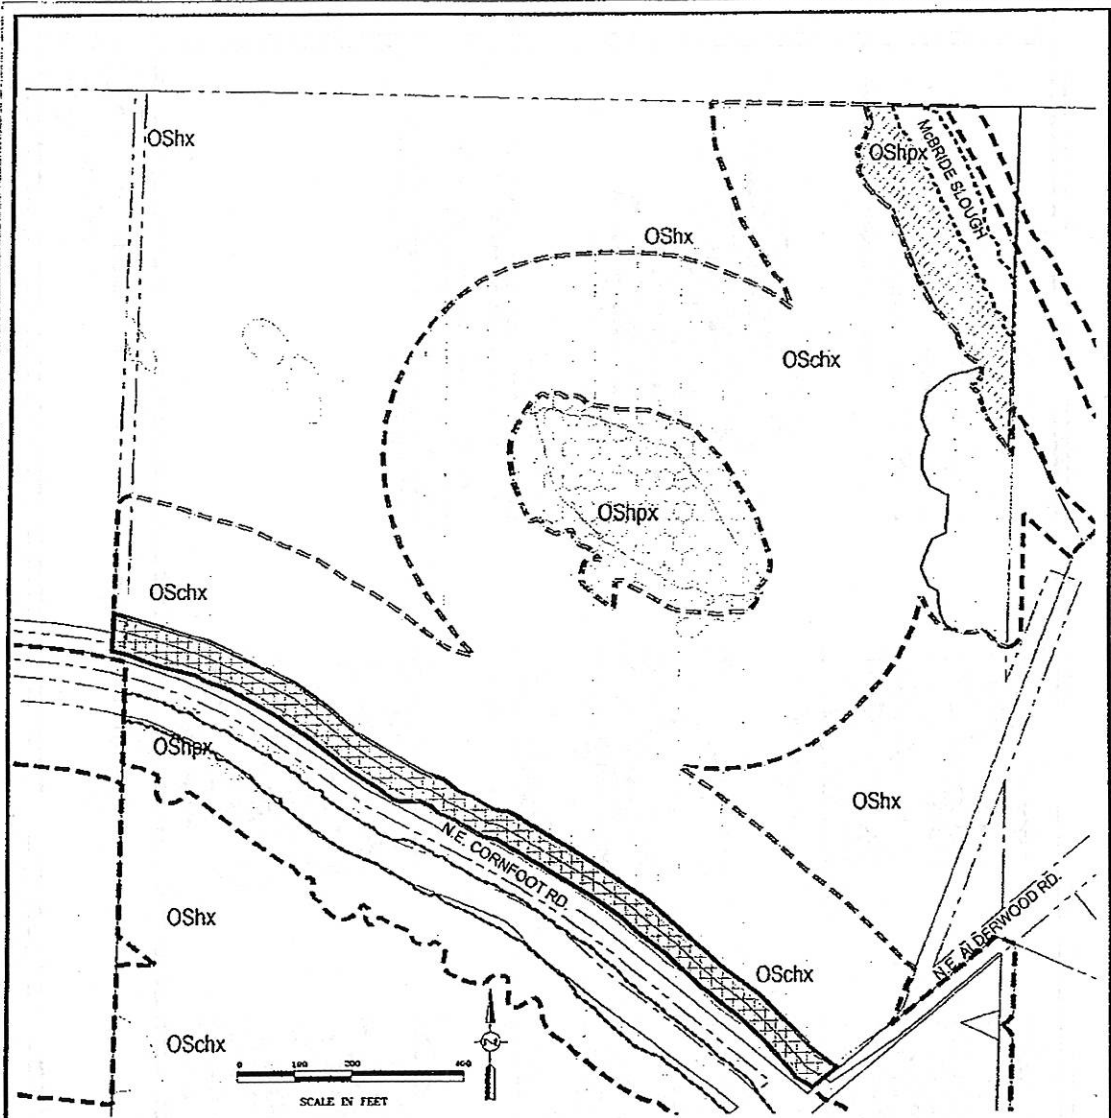 OShx
OShpx
McBRIDE SLOUGH
OShx
OSchx
OShpx
OSchx
OShpx
OShx
N.E. CORNFOOT RD.
N.E. ALDERWOOD RD.
OShx
OSchx
OSchx
0 100 200 400
N
SCALE IN FEET